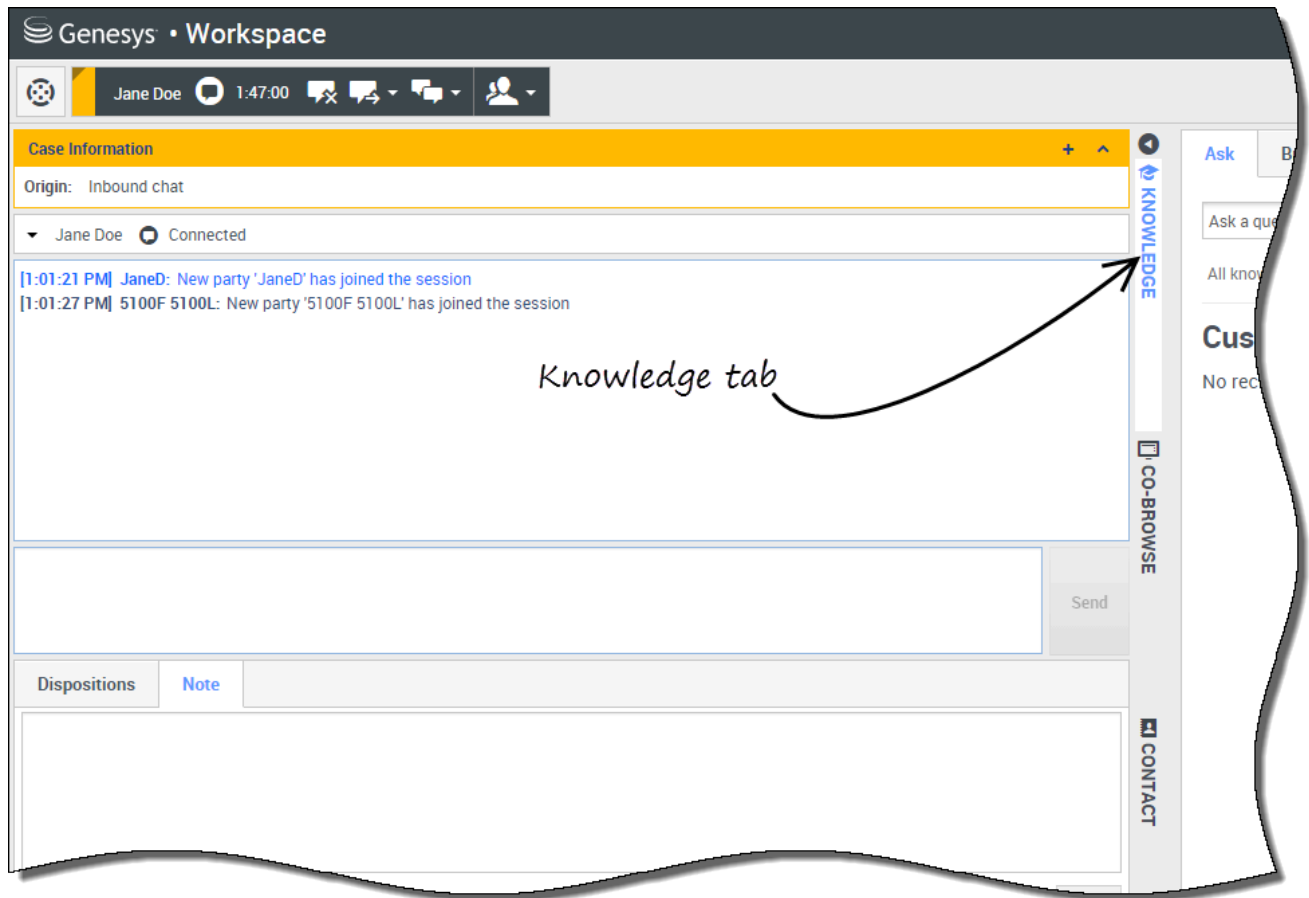 Genesys • Workspace
Jane Doe 1:47:00
Case Information
Origin: Inbound chat
Jane Doe Connected
[1:01:21 PM] JaneD: New party 'JaneD' has joined the session
[1:01:27 PM] 5100F 5100L: New party '5100F 5100L' has joined the session
Knowledge tab
Send
Dispositions Note
KNOWLEDGE
CO-BROWSE
CONTACT
Ask
Ask a
All
Cus
No rec